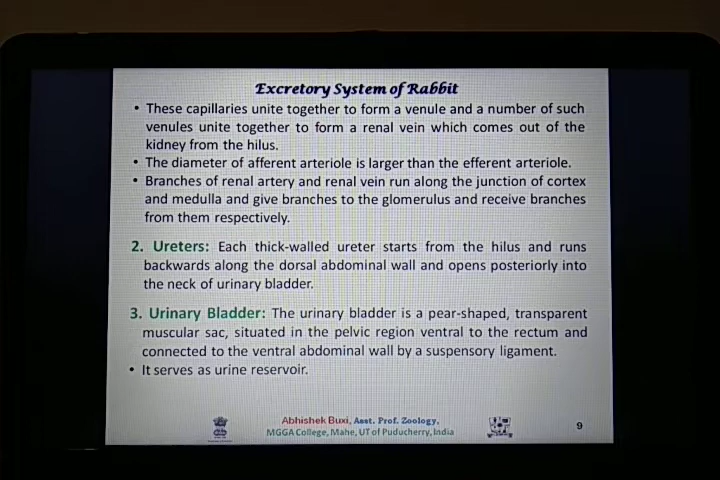 Excretory System of Rabbit
• These capillaries unite together to form a venule and a number of such
venules unite together to form a renal vein which comes out of the
kidney from the hilus.
• The diameter of afferent arteriole is larger than the efferent arteriole.
• Branches of renal artery and renal vein run along the junction of cortex
and medulla and give branches to the glomerulus and receive branches
from them respectively.
2. Ureters: Each thick-walled ureter starts from the hilus and runs
backwards along the dorsal abdominal wall and opens posteriorly into
the neck of urinary bladder.
3. Urinary Bladder: The urinary bladder is a pear-shaped, transparent
muscular sac, situated in the pelvic region ventral to the rectum and
connected to the ventral abdominal wall by a suspensory ligament.
• It serves as urine reservoir.
Abhishek Buxi, Asst. Prof. Zoology,
MGGA College, Mahe, UT of Puducherry, India
9